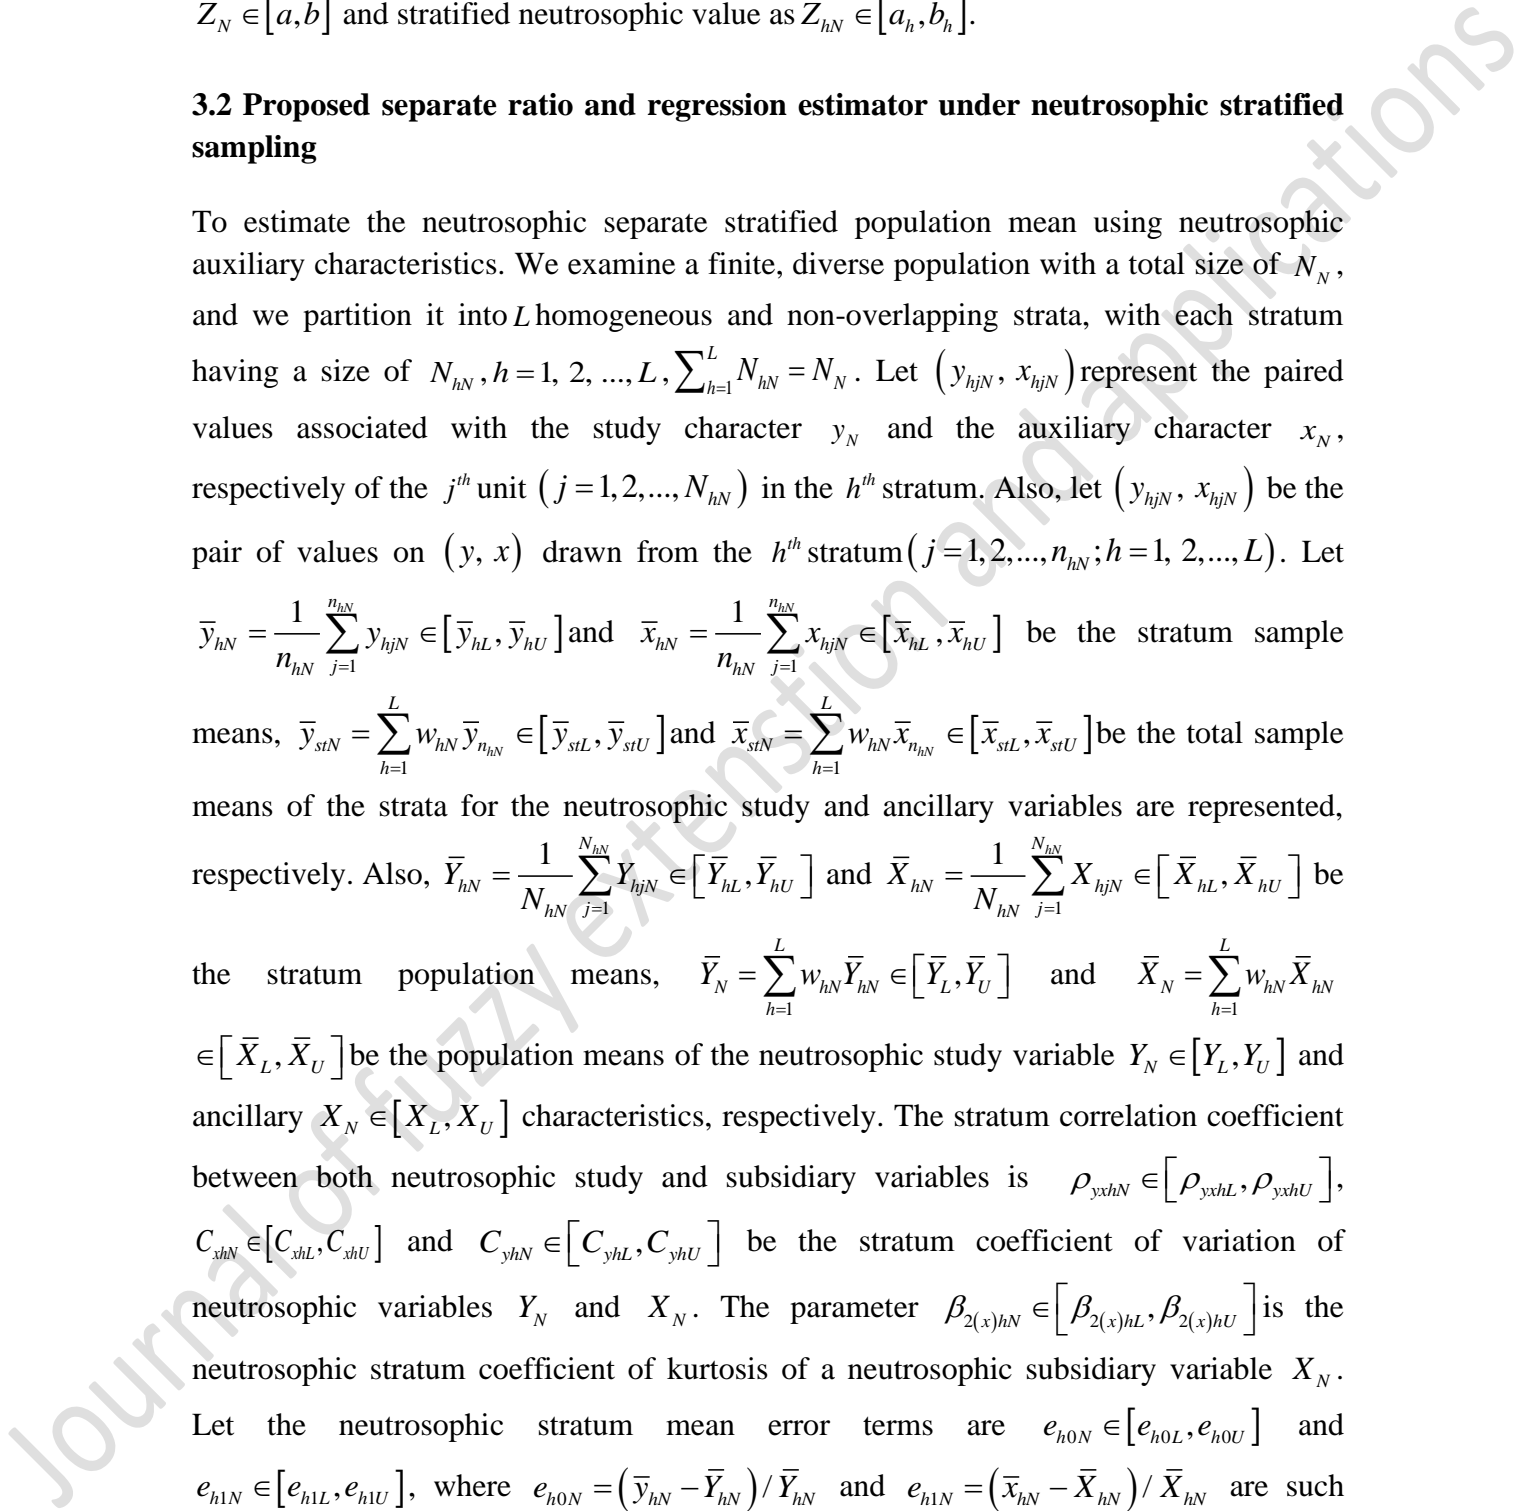 Z_N ∈ [a, b] and stratified neutrosophic value as Z_{hN} ∈ [a_h, b_h].
3.2 Proposed separate ratio and regression estimator under neutrosophic stratified
sampling
To estimate the neutrosophic separate stratified population mean using neutrosophic
auxiliary characteristics. We examine a finite, diverse population with a total size of N_N,
and we partition it into L homogeneous and non-overlapping strata, with each stratum
having a size of N_{hN}, h = 1, 2, ..., L, ∑_{h=1}^{L} N_{hN} = N_N. Let (y_{hjN}, x_{hjN}) represent the paired
values associated with the study character y_N and the auxiliary character x_N,
respectively of the j^{th} unit (j = 1,2,..., N_{hN}) in the h^{th} stratum. Also, let (y_{hjN}, x_{hjN}) be the
pair of values on (y, x) drawn from the h^{th} stratum (j = 1,2,..., n_{hN}; h = 1, 2,..., L). Let
ȳ_{hN} = \frac{1}{n_{hN}} ∑_{j=1}^{n_{hN}} y_{hjN} ∈ [ȳ_{hL}, ȳ_{hU}] and x̄_{hN} = \frac{1}{n_{hN}} ∑_{j=1}^{n_{hN}} x_{hjN} ∈ [x̄_{hL}, x̄_{hU}] be the stratum sample
means, ȳ_{stN} = ∑_{h=1}^{L} w_{hN} ȳ_{n_{hN}} ∈ [ȳ_{stL}, ȳ_{stU}] and x̄_{stN} = ∑_{h=1}^{L} w_{hN} x̄_{n_{hN}} ∈ [x̄_{stL}, x̄_{stU}] be the total sample
means of the strata for the neutrosophic study and ancillary variables are represented,
respectively. Also, Ȳ_{hN} = \frac{1}{N_{hN}} ∑_{j=1}^{N_{hN}} Y_{hjN} ∈ [Ȳ_{hL}, Ȳ_{hU}] and X̄_{hN} = \frac{1}{N_{hN}} ∑_{j=1}^{N_{hN}} X_{hjN} ∈ [X̄_{hL}, X̄_{hU}] be
the stratum population means, Ȳ_N = ∑_{h=1}^{L} w_{hN} Ȳ_{hN} ∈ [Ȳ_L, Ȳ_U] and X̄_N = ∑_{h=1}^{L} w_{hN} X̄_{hN}
∈ [X̄_L, X̄_U] be the population means of the neutrosophic study variable Y_N ∈ [Y_L, Y_U] and
ancillary X_N ∈ [X_L, X_U] characteristics, respectively. The stratum correlation coefficient
between both neutrosophic study and subsidiary variables is ρ_{yxhN} ∈ [ρ_{yxhL}, ρ_{yxhU}],
C_{xhN} ∈ [C_{xhL}, C_{xhU}] and C_{yhN} ∈ [C_{yhL}, C_{yhU}] be the stratum coefficient of variation of
neutrosophic variables Y_N and X_N. The parameter β_{2(x)hN} ∈ [β_{2(x)hL}, β_{2(x)hU}] is the
neutrosophic stratum coefficient of kurtosis of a neutrosophic subsidiary variable X_N.
Let the neutrosophic stratum mean error terms are e_{h0N} ∈ [e_{h0L}, e_{h0U}] and
e_{h1N} ∈ [e_{h1L}, e_{h1U}], where e_{h0N} = (ȳ_{hN} − Ȳ_{hN}) / Ȳ_{hN} and e_{h1N} = (x̄_{hN} − X̄_{hN}) / X̄_{hN} are such
Journal of fuzzy extenstion and applications